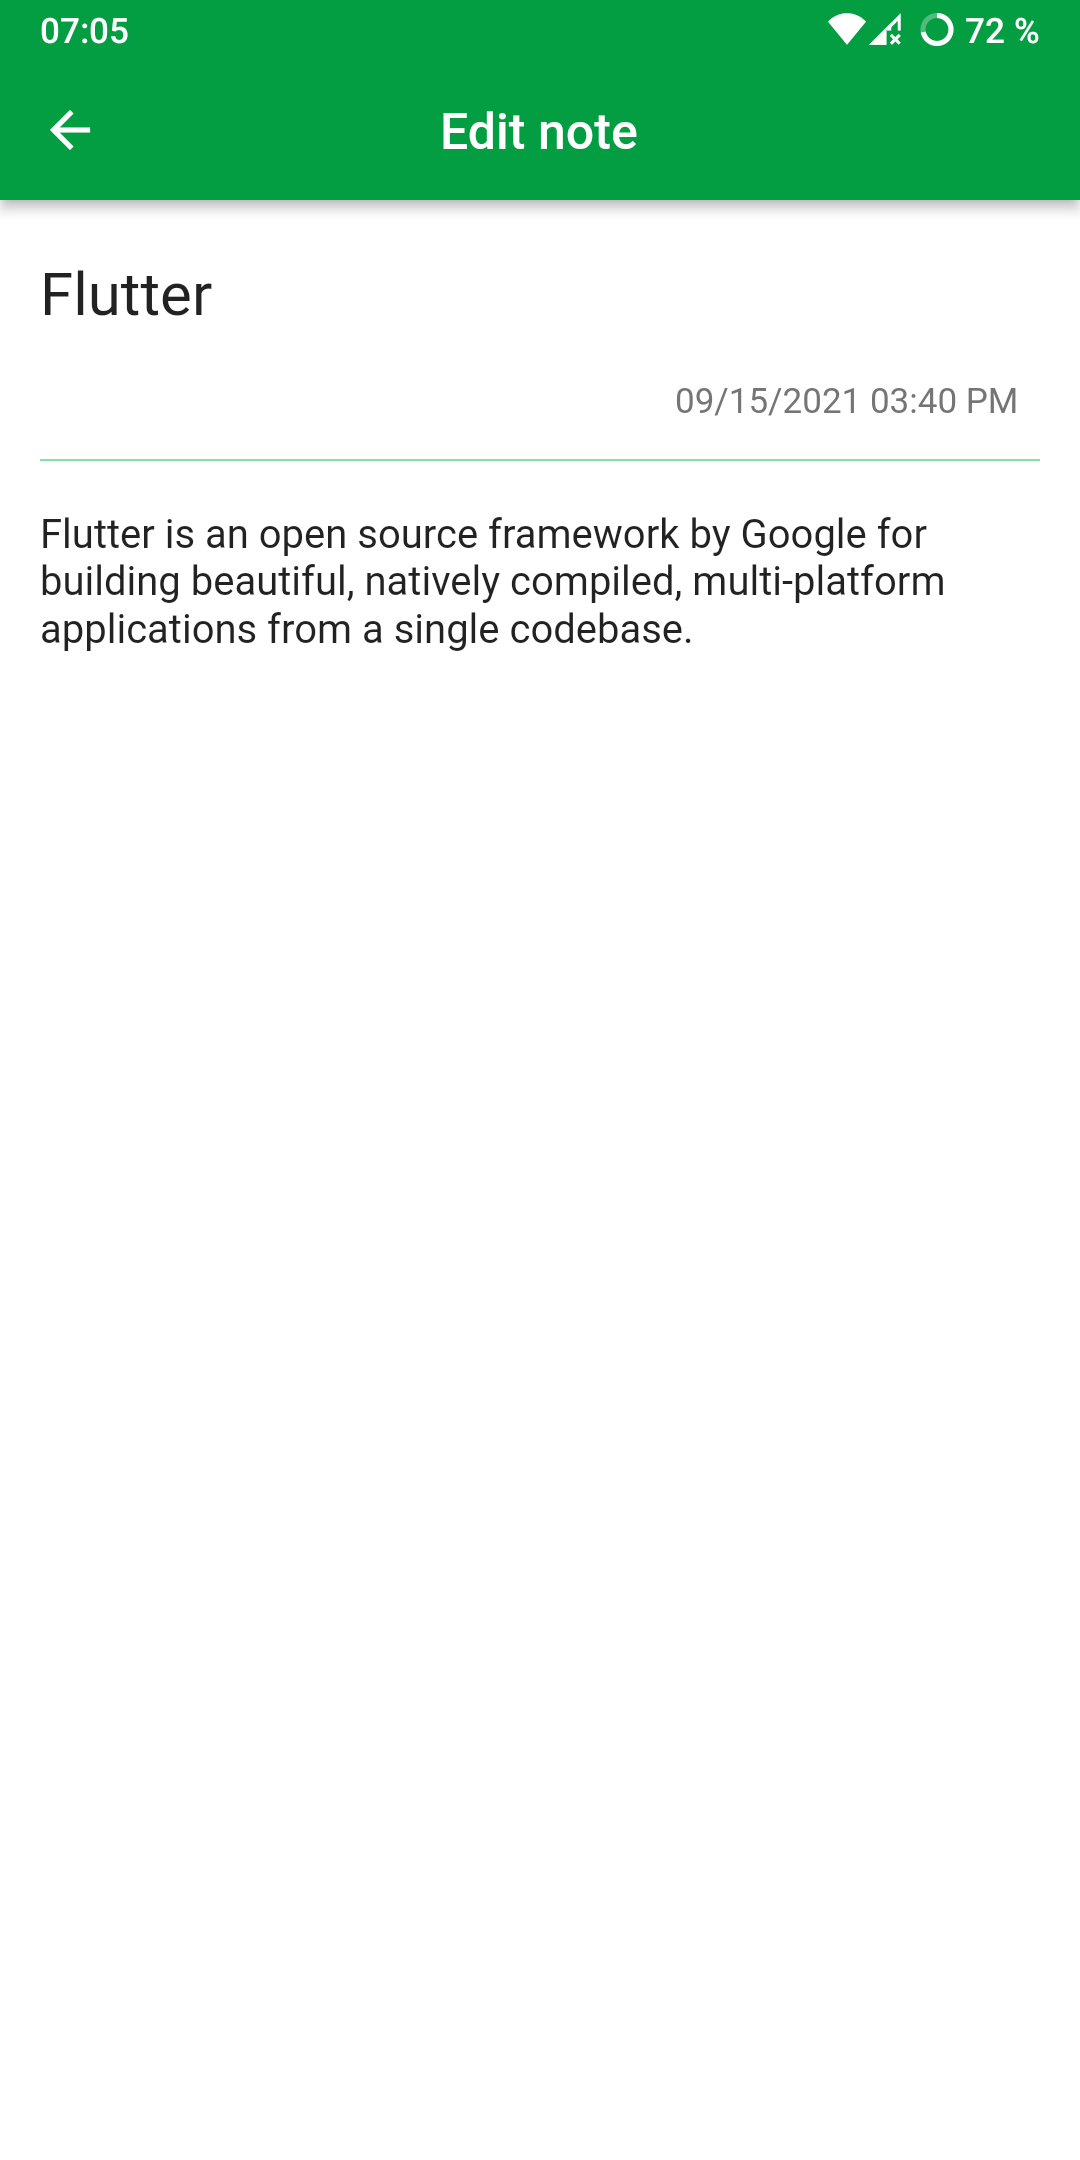 07:05
72 %
Edit note
Flutter
09/15/2021 03:40 PM
Flutter is an open source framework by Google for
building beautiful, natively compiled, multi-platform
applications from a single codebase.